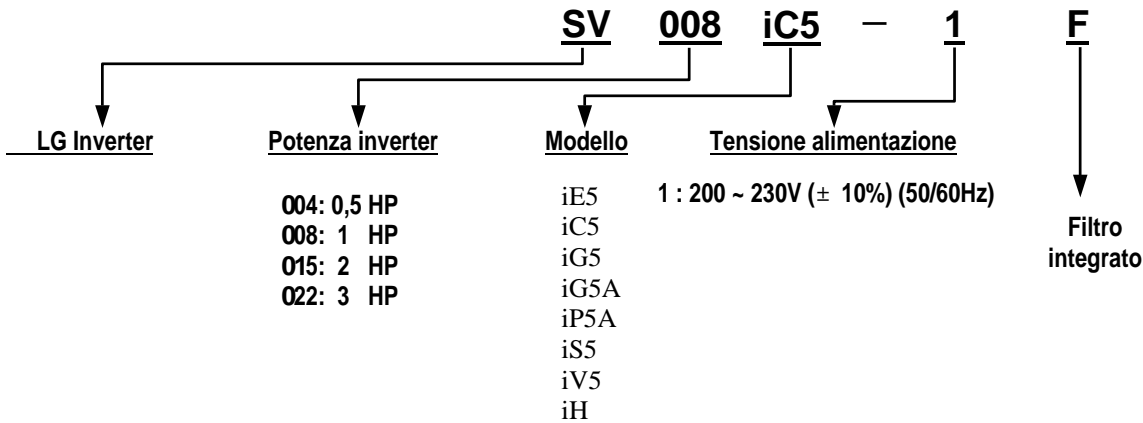 SV 008 iC5 – 1 F
LG Inverter
Potenza inverter
004: 0,5 HP
008: 1 HP
015: 2 HP
022: 3 HP
Modello
iE5
iC5
iG5
iG5A
iP5A
iS5
iV5
iH
Tensione alimentazione
1 : 200 ~ 230V (± 10%) (50/60Hz)
Filtro
integrato